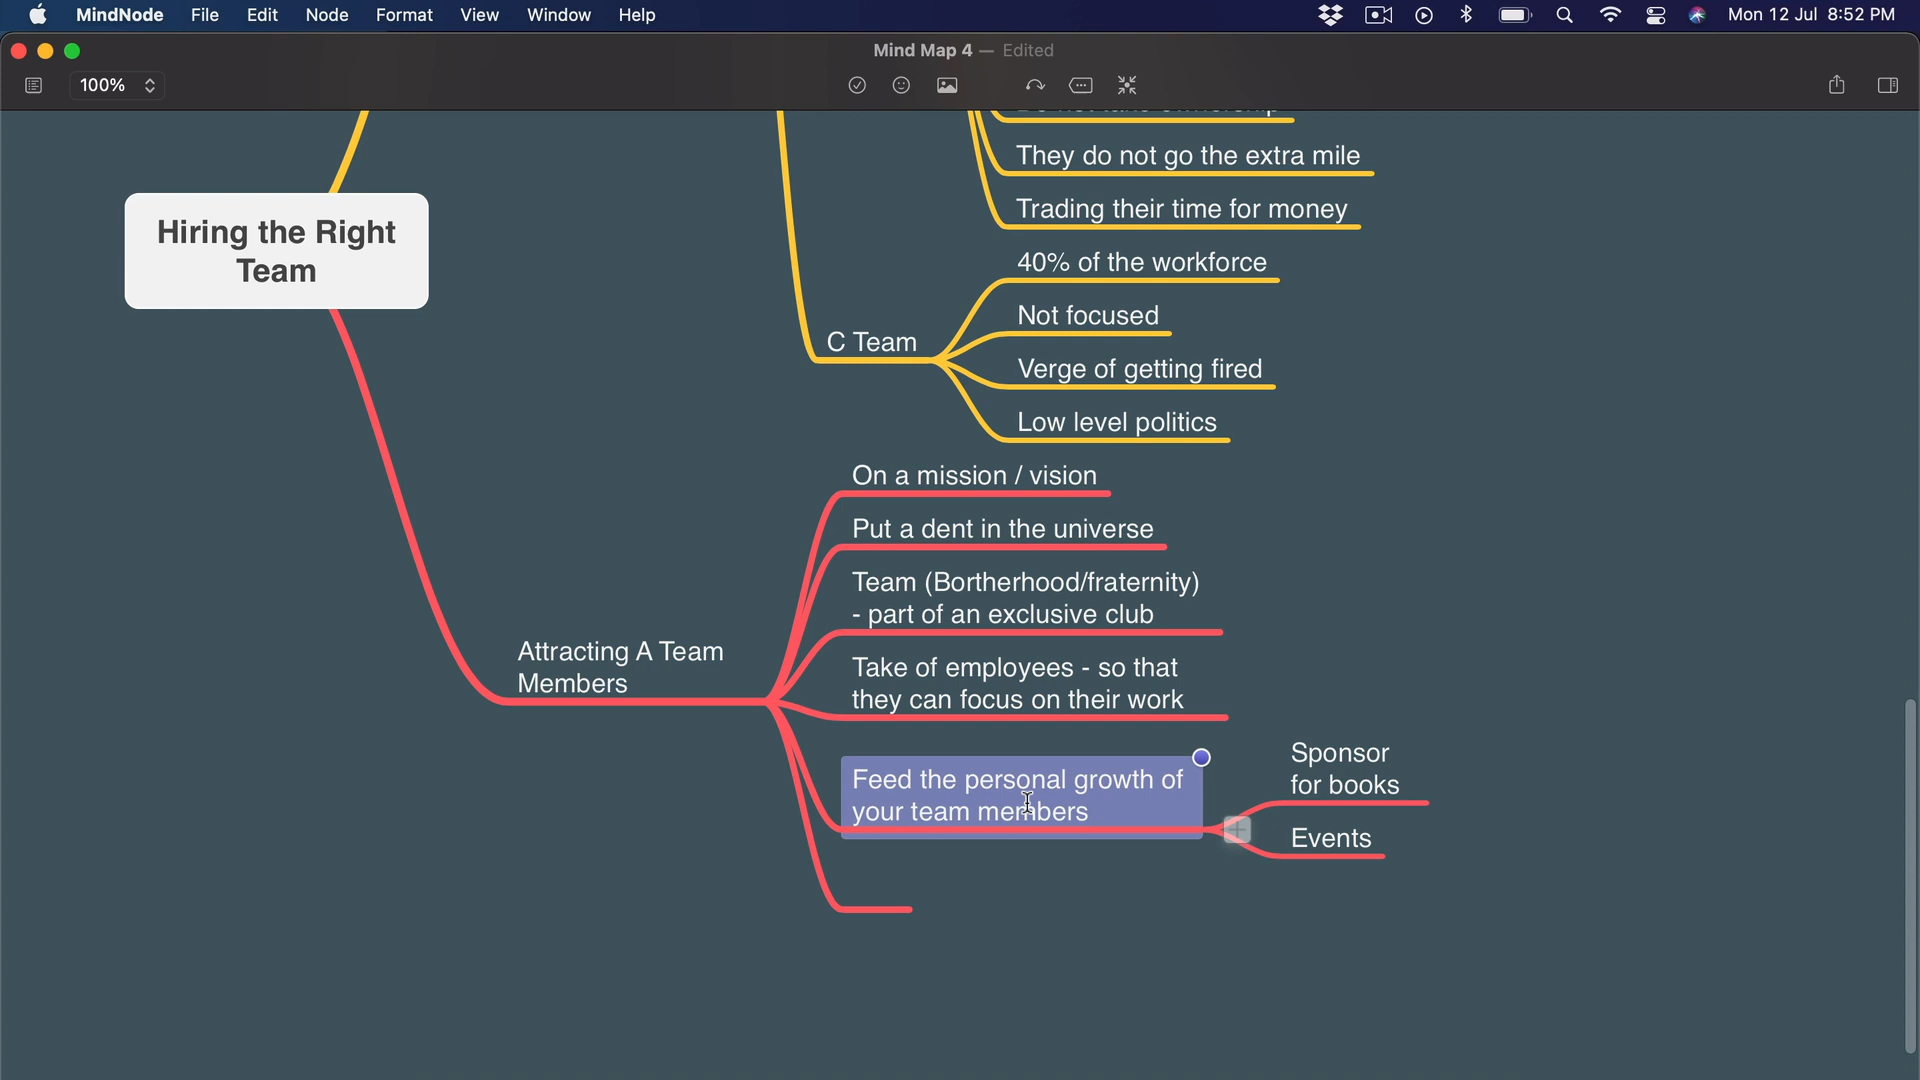 MindNode File Edit Node Format View Window Help Mon 12 Jul 8:52 PM
Mind Map 4 — Edited
100%
They do not go the extra mile
Trading their time for money
Hiring the Right
Team
40% of the workforce
Not focused
C Team
Verge of getting fired
Low level politics
On a mission / vision
Put a dent in the universe
Team (Bortherhood/fraternity)
- part of an exclusive club
Attracting A Team
Members
Take of employees - so that
they can focus on their work
Feed the personal growth of
your team members
Sponsor
for books
Events